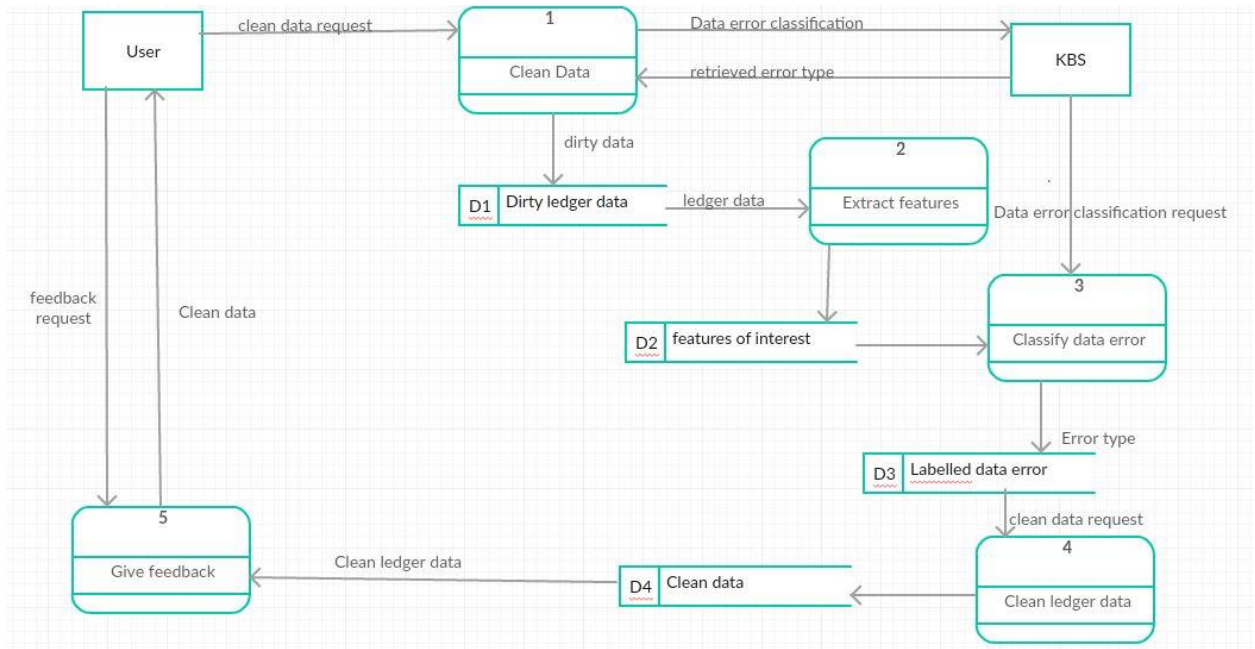 clean data request
1
Data error classification
User
Clean Data
retrieved error type
KBS
dirty data
2
D1
Dirty ledger data
ledger data
Extract features
Data error classification request
3
feedback
request
Clean data
D2
features of interest
Classify data error
Error type
D3
Labelled data error
clean data request
5
4
Give feedback
Clean ledger data
D4
Clean data
Clean ledger data